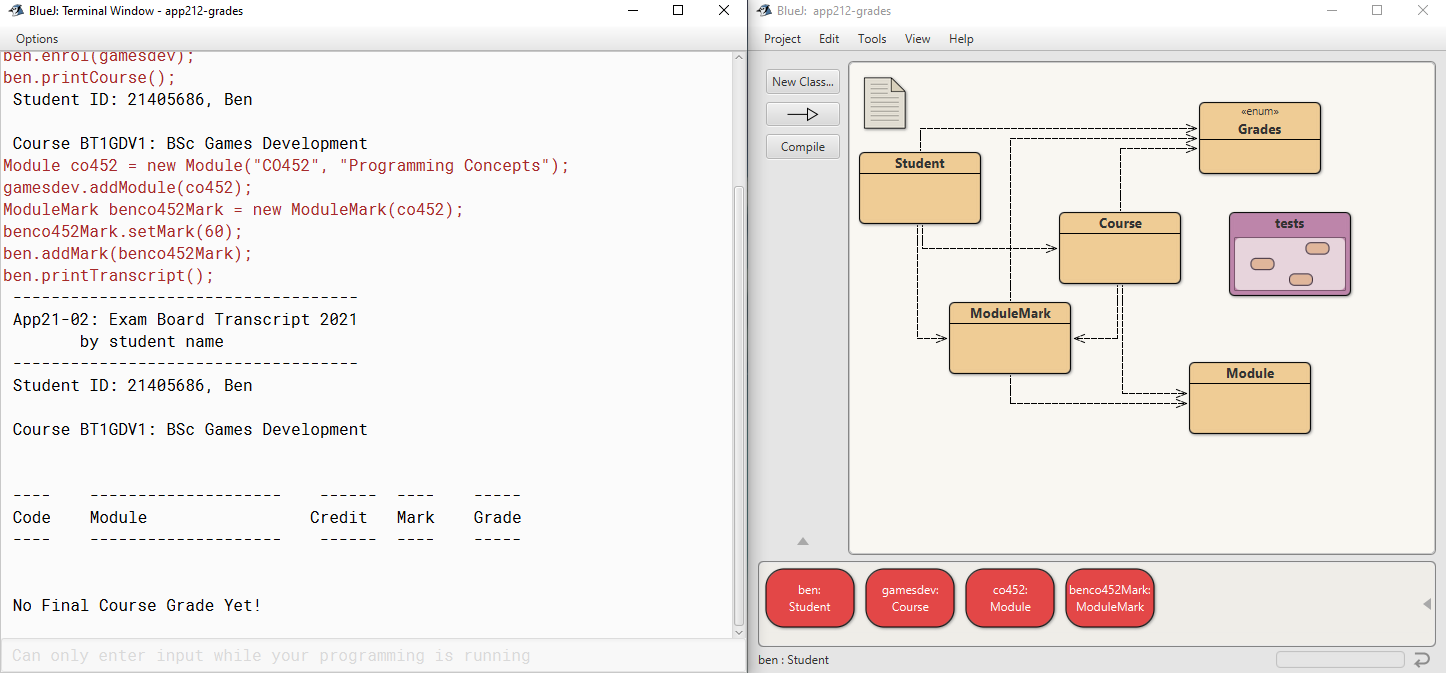 BlueJ: Terminal Window - app212-grades
Options
ben.enrol(gamesdev);
ben.printCourse();
Student ID: 21405686, Ben
Course BT1GDV1: BSc Games Development
Module co452 = new Module("CO452", "Programming Concepts");
gamesdev.addModule(co452);
ModuleMark benco452Mark = new ModuleMark(co452);
benco452Mark.setMark(60);
ben.addMark(benco452Mark);
ben.printTranscript();
------------------------------------
App21-02: Exam Board Transcript 2021
by student name
------------------------------------
Student ID: 21405686, Ben
Course BT1GDV1: BSc Games Development
---- -------------------- ------ ---- -----
Code Module Credit Mark Grade
---- -------------------- ------ ---- -----
No Final Course Grade Yet!
Can only enter input while your programming is running
BlueJ: app212-grades
Project Edit Tools View Help
New Class...
Compile
«enum»
Grades
Student
Course
tests
ModuleMark
Module
ben:
Student
gamesdev:
Course
co452:
Module
benco452Mark:
ModuleMark
ben : Student